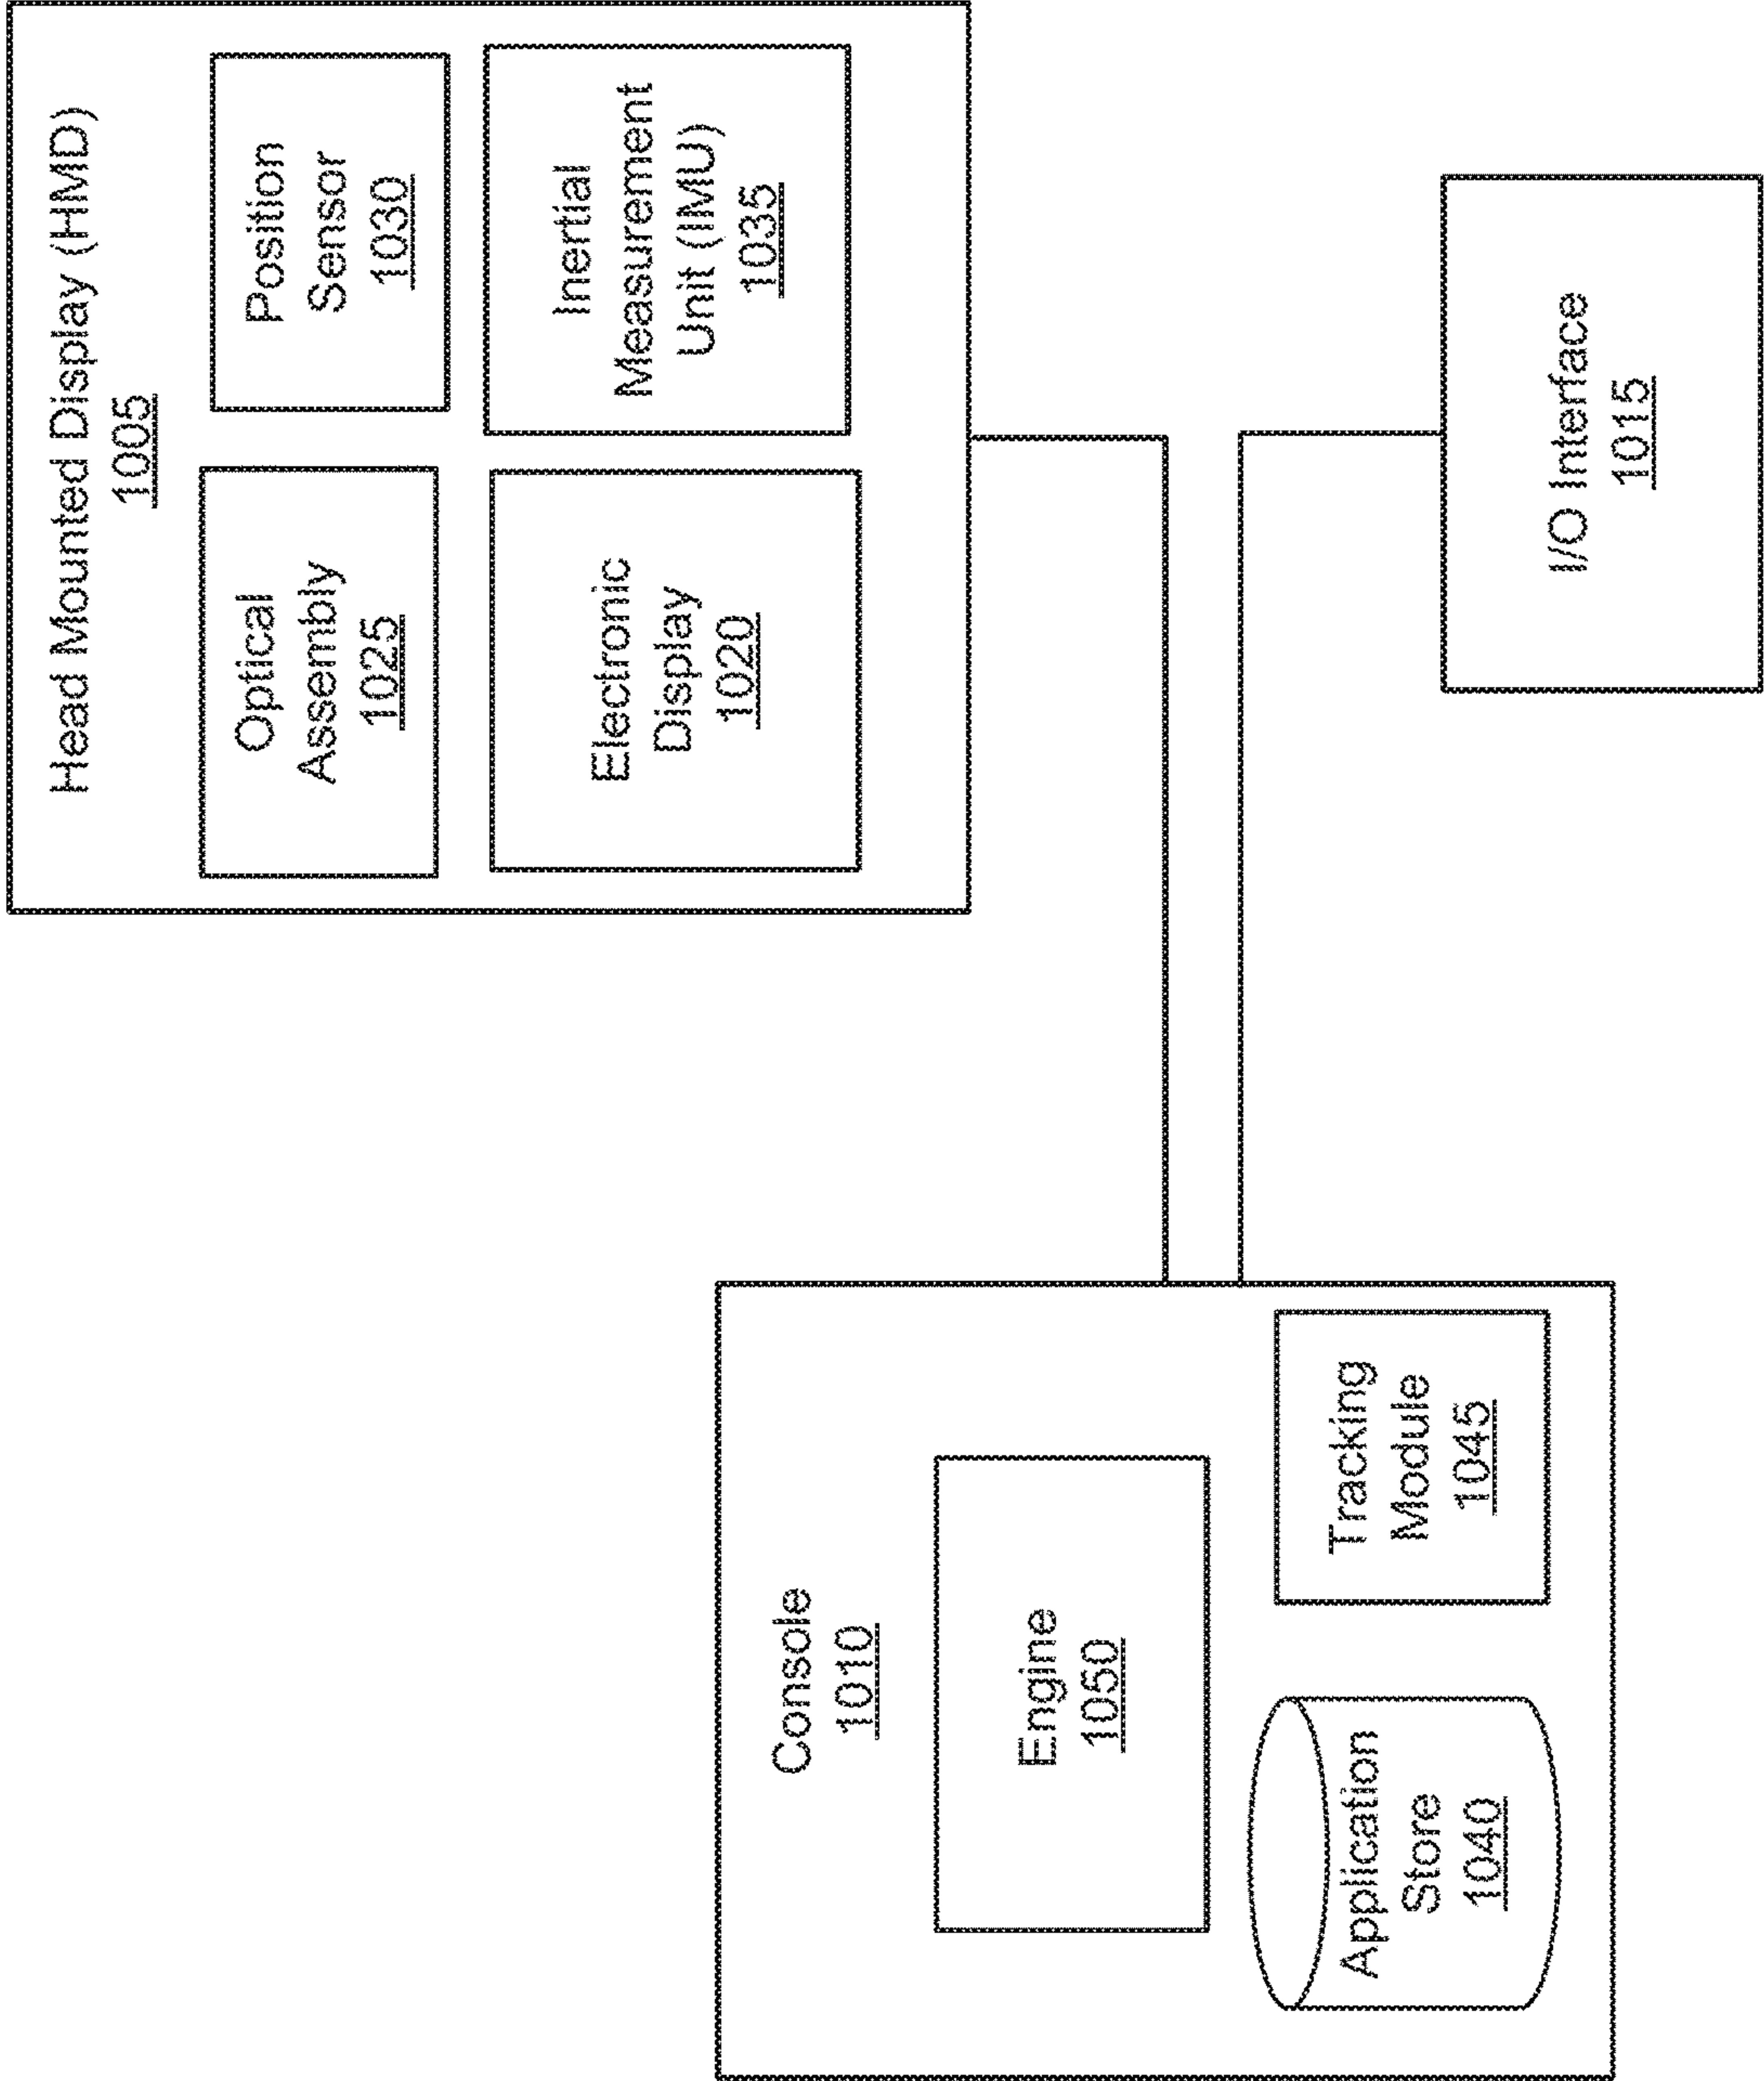 Head Mounted Display (HMD)
1005
Optical
Assembly
1025
Position
Sensor
1030
Electronic
Display
1020
Inertial
Measurement
Unit (IMU)
1035
Console
1010
Engine
1050
Application
Store
1040
Tracking
Module
1045
I/O Interface
1015